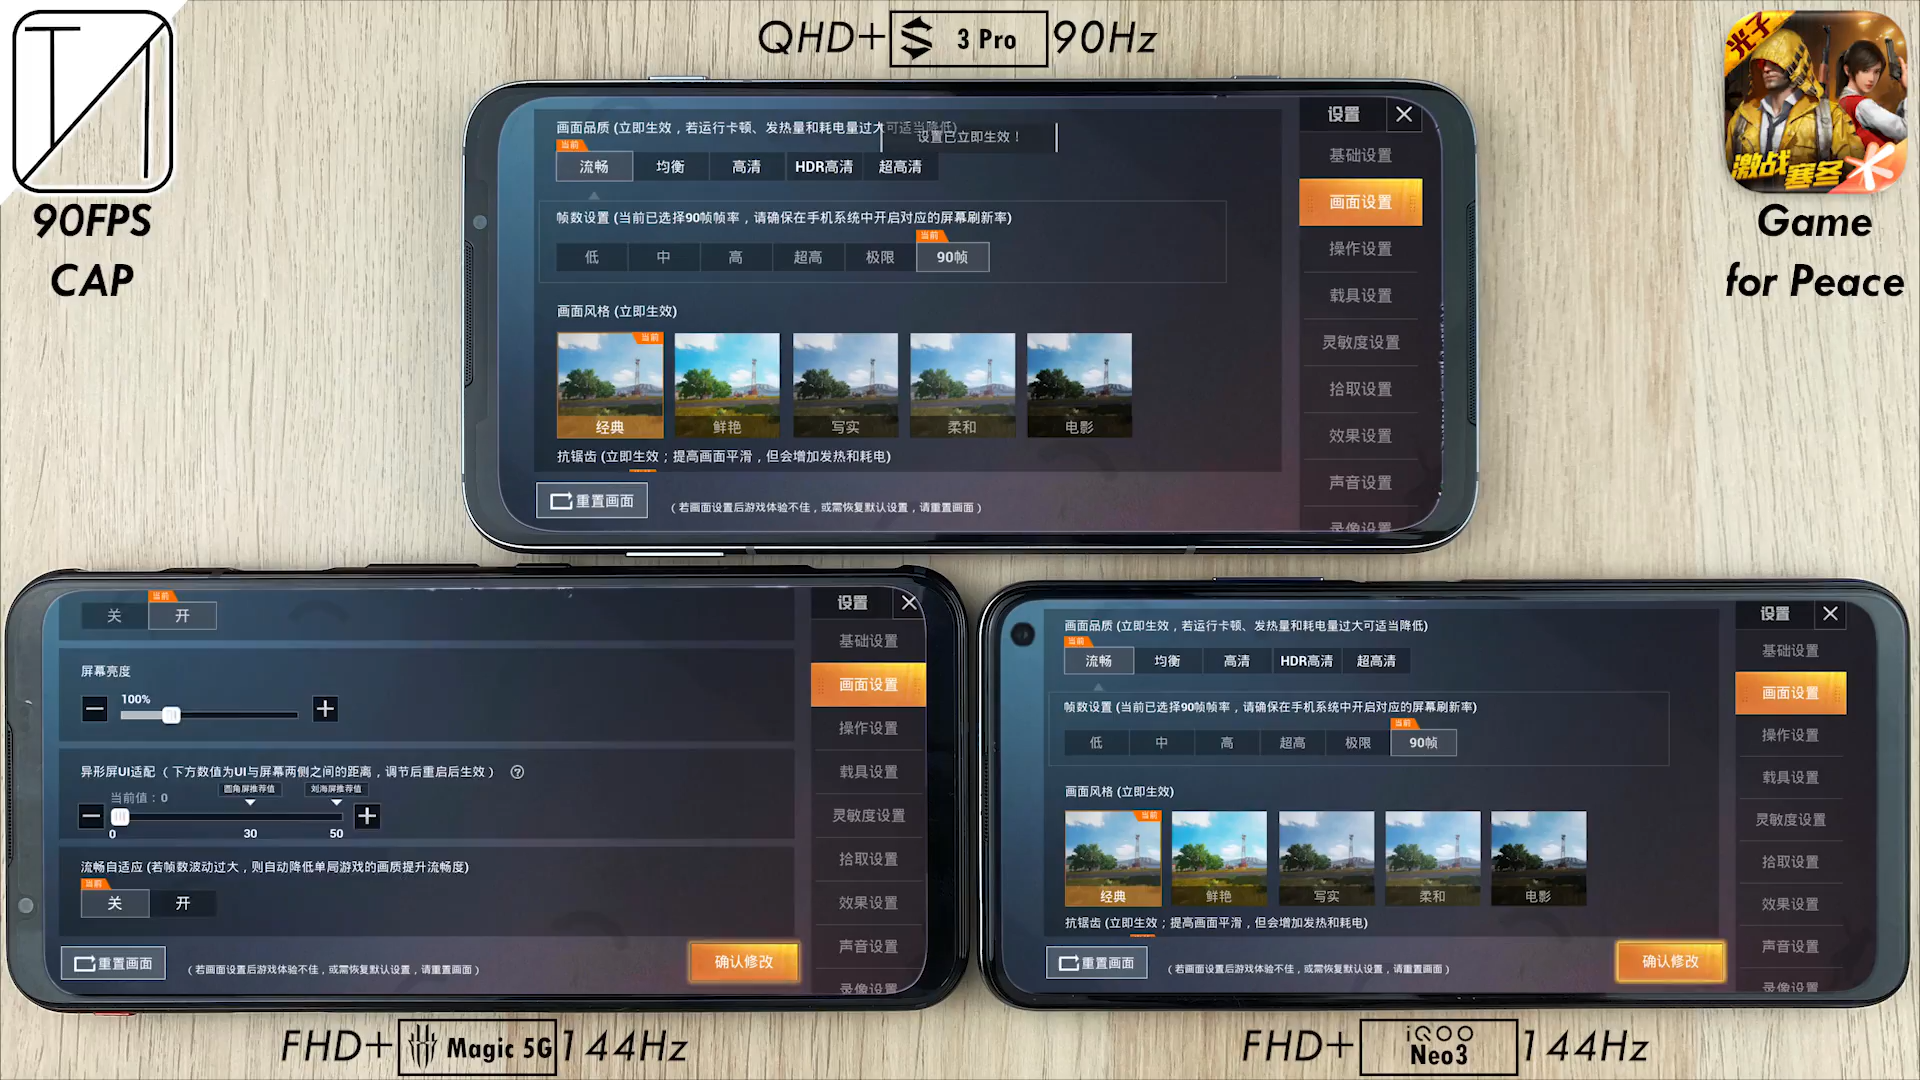 QHD+ 3 Pro 90Hz
90FPS
CAP
光子
激战寒冬
Game
for Peace
画面品质 (立即生效，若运行卡顿、发热量和耗电量过大可适当降低)
设置已立即生效！
当前
流畅 均衡 高清 HDR高清 超高清
帧数设置 (当前已选择90帧帧率，请确保在手机系统中开启对应的屏幕刷新率)
当前
低 中 高 超高 极限 90帧
画面风格 (立即生效)
当前
经典 鲜艳 写实 柔和 电影
抗锯齿 (立即生效；提高画面平滑，但会增加发热和耗电)
重置画面 (若画面设置后游戏体验不佳，或需恢复默认设置，请重置画面)
设置
基础设置
画面设置
操作设置
载具设置
灵敏度设置
拾取设置
效果设置
声音设置
录像设置
当前
关 开
屏幕亮度
100%
异形屏UI适配 (下方数值为UI与屏幕两侧之间的距离，调节后重启后生效)
当前值：0 圆角屏推荐值 刘海屏推荐值
0 30 50
流畅自适应 (若帧数波动过大，则自动降低单局游戏的画质提升流畅度)
当前
关 开
重置画面 (若画面设置后游戏体验不佳，或需恢复默认设置，请重置画面) 确认修改
设置
基础设置
画面设置
操作设置
载具设置
灵敏度设置
拾取设置
效果设置
声音设置
录像设置
画面品质 (立即生效，若运行卡顿、发热量和耗电量过大可适当降低)
当前
流畅 均衡 高清 HDR高清 超高清
帧数设置 (当前已选择90帧帧率，请确保在手机系统中开启对应的屏幕刷新率)
当前
低 中 高 超高 极限 90帧
画面风格 (立即生效)
当前
经典 鲜艳 写实 柔和 电影
抗锯齿 (立即生效；提高画面平滑，但会增加发热和耗电)
重置画面 (若画面设置后游戏体验不佳，或需恢复默认设置，请重置画面) 确认修改
设置
基础设置
画面设置
操作设置
载具设置
灵敏度设置
拾取设置
效果设置
声音设置
录像设置
FHD+ Magic 5G 144Hz
FHD+ iQOO Neo3 144Hz